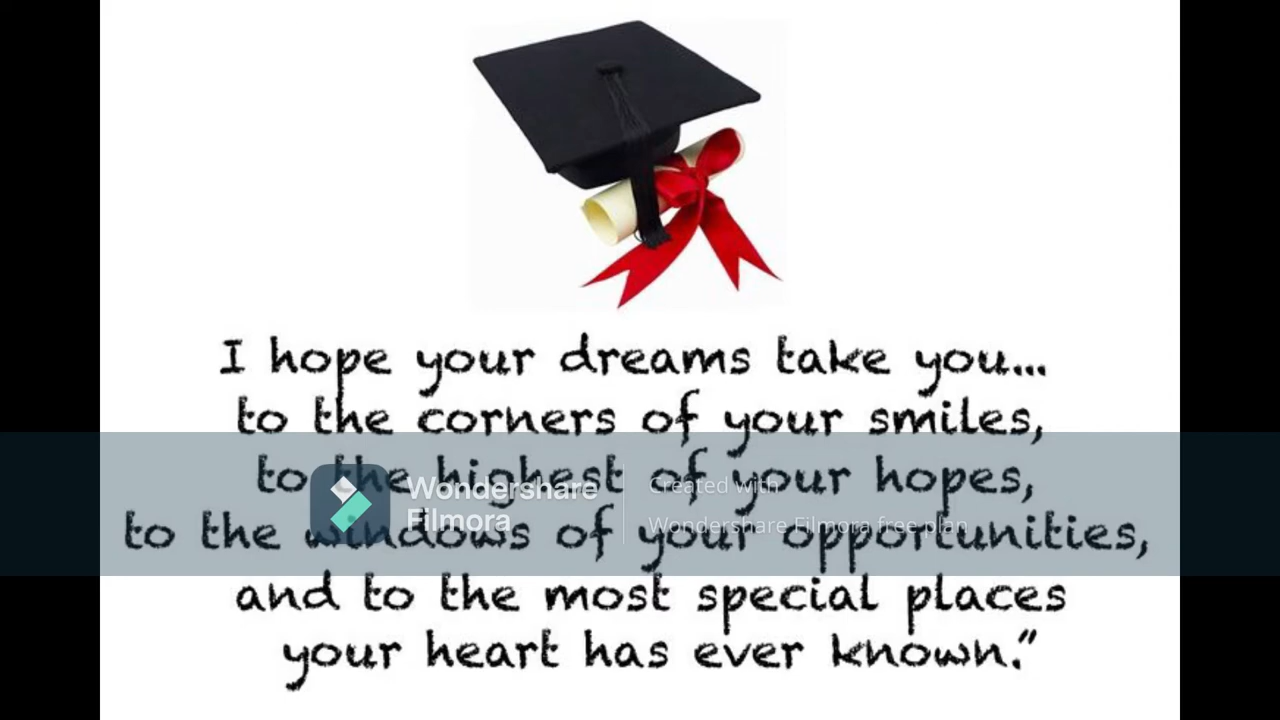 I hope your dreams take you...
to the corners of your smiles,
to the highest of your hopes,
to the windows of your opportunities,
and to the most special places
your heart has ever known.”
Wondershare
Filmora
Created with
Wondershare Filmora free plan